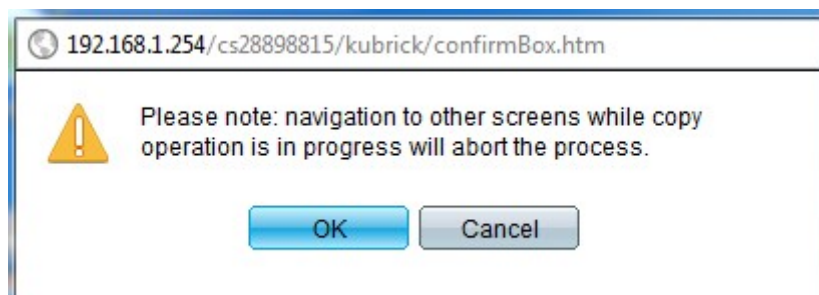 192.168.1.254/cs28898815/kubrick/confirmBox.htm
Please note: navigation to other screens while copy
operation is in progress will abort the process.
OK Cancel